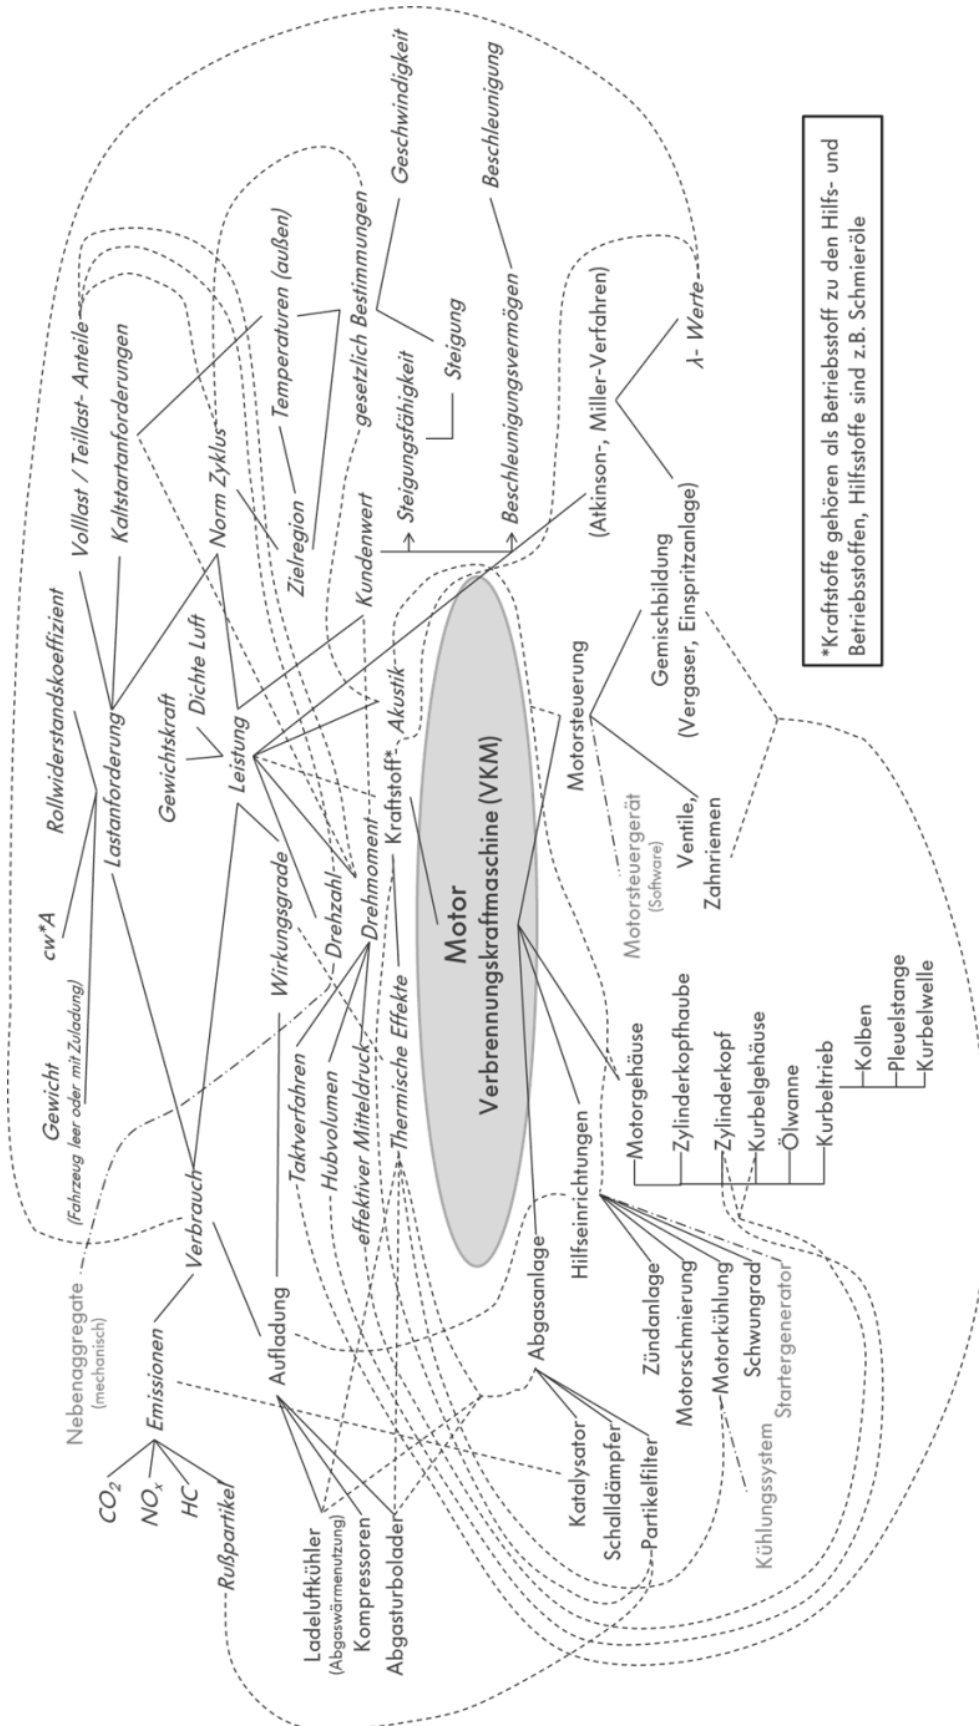 Gewicht
(Fahrzeug leer oder mit Zuladung)
cw*A
Rollwiderstandskoeffizient
Volllast / Teillast- Anteile
Nebenaggregate
(mechanisch)
Lastanforderung
Kaltstartanforderungen
CO2
NOx
HC
Rußpartikel
Emissionen
Verbrauch
Gewichtskraft
Dichte Luft
Norm Zyklus
Leistung
Temperaturen (außen)
Zielregion
Aufladung
Wirkungsgrade
Ladeluftkühler
(Abgaswärmenutzung)
Kompressoren
Abgasturbolader
Taktverfahren
Hubvolumen
effektiver Mitteldruck
Thermische Effekte
Drehzahl
Drehmoment
Kraftstoff*
Akustik
Kundenwert
gesetzlich Bestimmungen
Geschwindigkeit
Steigungsfähigkeit
Steigung
Beschleunigungsvermögen
Beschleunigung
Motor
Verbrennungskraftmaschine (VKM)
Abgasanlage
Katalysator
Schalldämpfer
Partikelfilter
Hilfseinrichtungen
Zündanlage
Motorschmierung
Motorkühlung
Schwungrad
Startergenerator
Kühlungssystem
Motorgehäuse
Zylinderkopfhaube
Zylinderkopf
Kurbelgehäuse
Ölwanne
Kurbeltrieb
Kolben
Pleuelstange
Kurbelwelle
Motorsteuerung
Motorsteuergerät
(Software)
Ventile,
Zahnriemen
Gemischbildung
(Vergaser, Einspritzanlage)
(Atkinson-, Miller-Verfahren)
λ- Werte
*Kraftstoffe gehören als Betriebsstoff zu den Hilfs- und
Betriebsstoffen, Hilfsstoffe sind z.B. Schmieröle